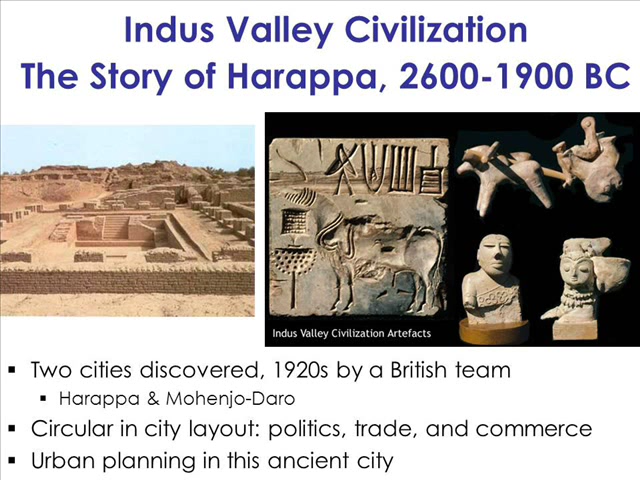 Indus Valley Civilization
The Story of Harappa, 2600-1900 BC
Indus Valley Civilization Artefacts
▪ Two cities discovered, 1920s by a British team
▪ Harappa & Mohenjo-Daro
▪ Circular in city layout: politics, trade, and commerce
▪ Urban planning in this ancient city